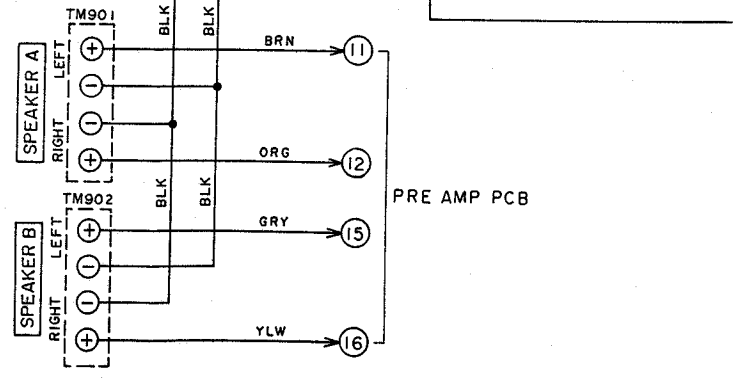 TM901
BLK
BLK
SPEAKER A
LEFT
RIGHT
+
−
−
+
BRN
11
ORG
12
TM902
BLK
BLK
SPEAKER B
LEFT
RIGHT
+
−
−
+
GRY
15
YLW
16
PRE AMP PCB